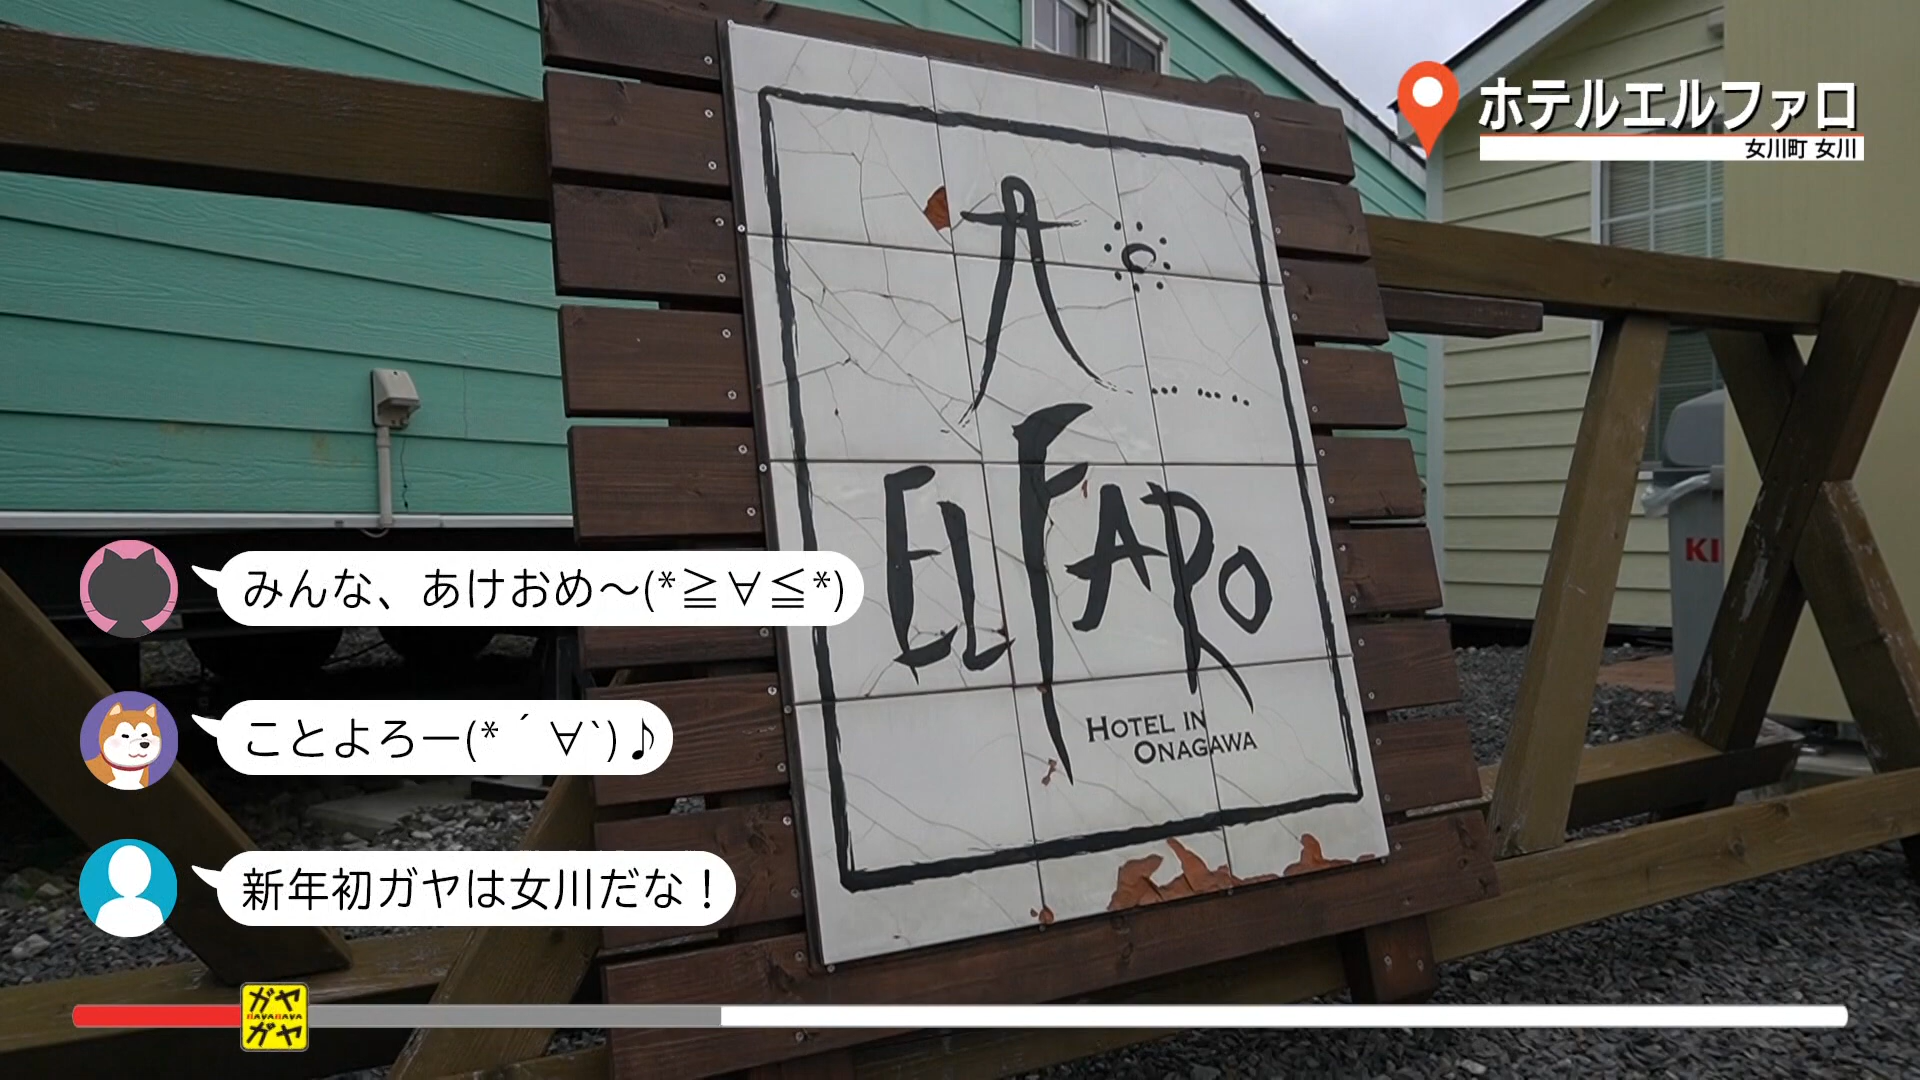 ホテルエルファロ
女川町 女川
EL FARO
HOTEL IN
ONAGAWA
KI
みんな、あけおめ～(*≧∀≦*)
ことよろー(*´∀`)♪
新年初ガヤは女川だな！
ガヤ
GAYAGAYA
ガヤ